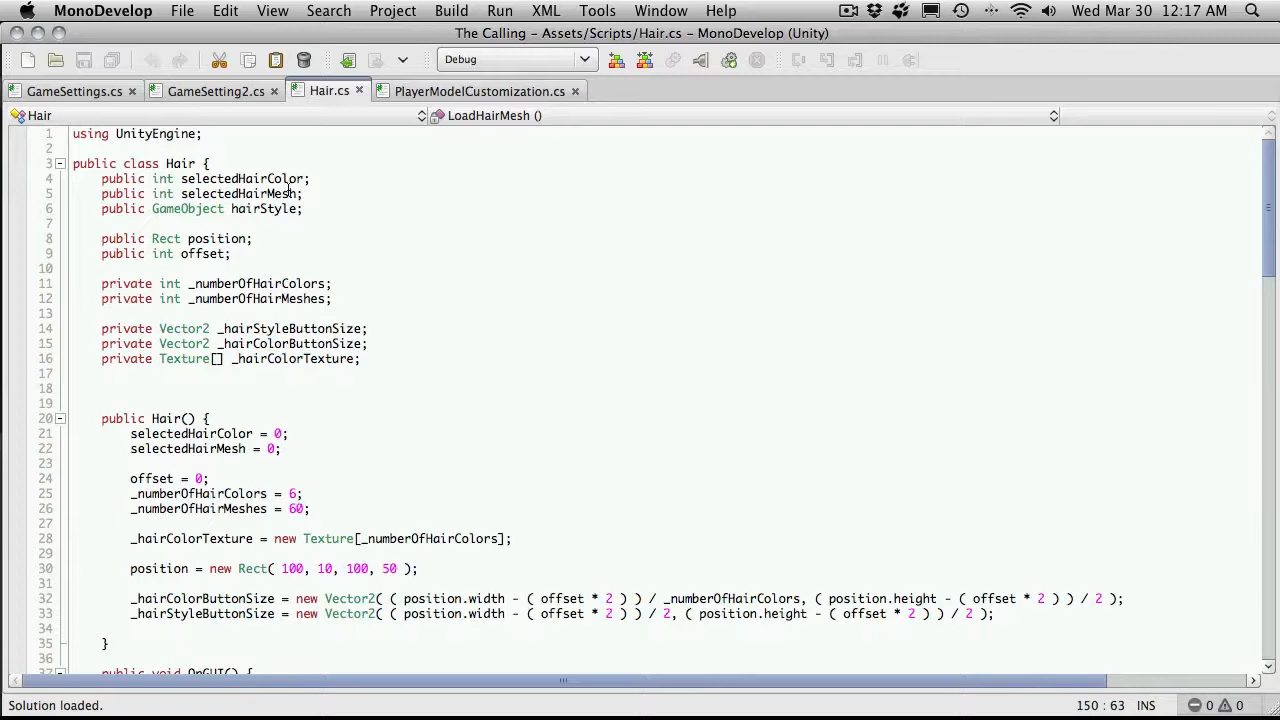 MonoDevelop File Edit View Search Project Build Run XML Tools Window Help Wed Mar 30 12:17 AM
The Calling - Assets/Scripts/Hair.cs - MonoDevelop (Unity)
Debug
GameSettings.cs GameSetting2.cs Hair.cs PlayerModelCustomization.cs
Hair LoadHairMesh ()
1 using UnityEngine;
2
3 public class Hair {
4 public int selectedHairColor;
5 public int selectedHairMesh;
6 public GameObject hairStyle;
7
8 public Rect position;
9 public int offset;
10
11 private int _numberOfHairColors;
12 private int _numberOfHairMeshes;
13
14 private Vector2 _hairStyleButtonSize;
15 private Vector2 _hairColorButtonSize;
16 private Texture[] _hairColorTexture;
17
18
19
20 public Hair() {
21 selectedHairColor = 0;
22 selectedHairMesh = 0;
23
24 offset = 0;
25 _numberOfHairColors = 6;
26 _numberOfHairMeshes = 60;
27
28 _hairColorTexture = new Texture[_numberOfHairColors];
29
30 position = new Rect( 100, 10, 100, 50 );
31
32 _hairColorButtonSize = new Vector2( ( position.width - ( offset * 2 ) ) / _numberOfHairColors, ( position.height - ( offset * 2 ) ) / 2 );
33 _hairStyleButtonSize = new Vector2( ( position.width - ( offset * 2 ) ) / 2, ( position.height - ( offset * 2 ) ) / 2 );
34
35 }
36
37 public void OnGUI() {
Solution loaded. 150 : 63 INS 0 0